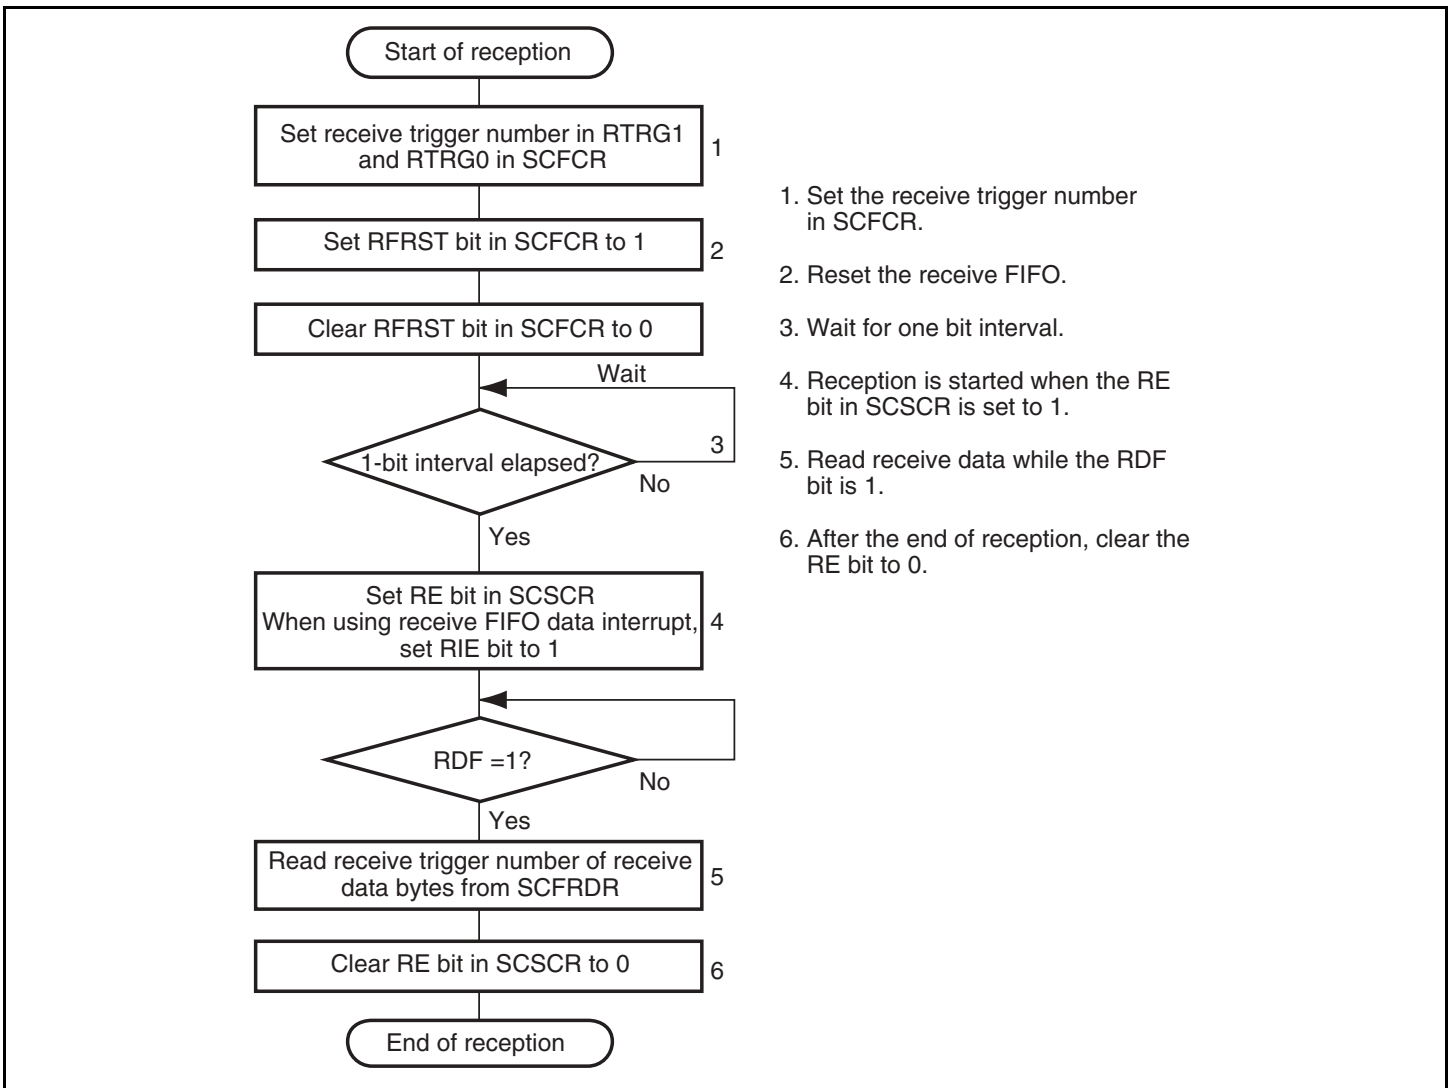 Start of reception
Set receive trigger number in RTRG1
and RTRG0 in SCFCR
1
Set RFRST bit in SCFCR to 1
2
Clear RFRST bit in SCFCR to 0
Wait
1-bit interval elapsed?
3
No
Yes
Set RE bit in SCSCR
When using receive FIFO data interrupt,
set RIE bit to 1
4
RDF =1?
No
Yes
Read receive trigger number of receive
data bytes from SCFRDR
5
Clear RE bit in SCSCR to 0
6
End of reception
1. Set the receive trigger number
in SCFCR.
2. Reset the receive FIFO.
3. Wait for one bit interval.
4. Reception is started when the RE
bit in SCSCR is set to 1.
5. Read receive data while the RDF
bit is 1.
6. After the end of reception, clear the
RE bit to 0.